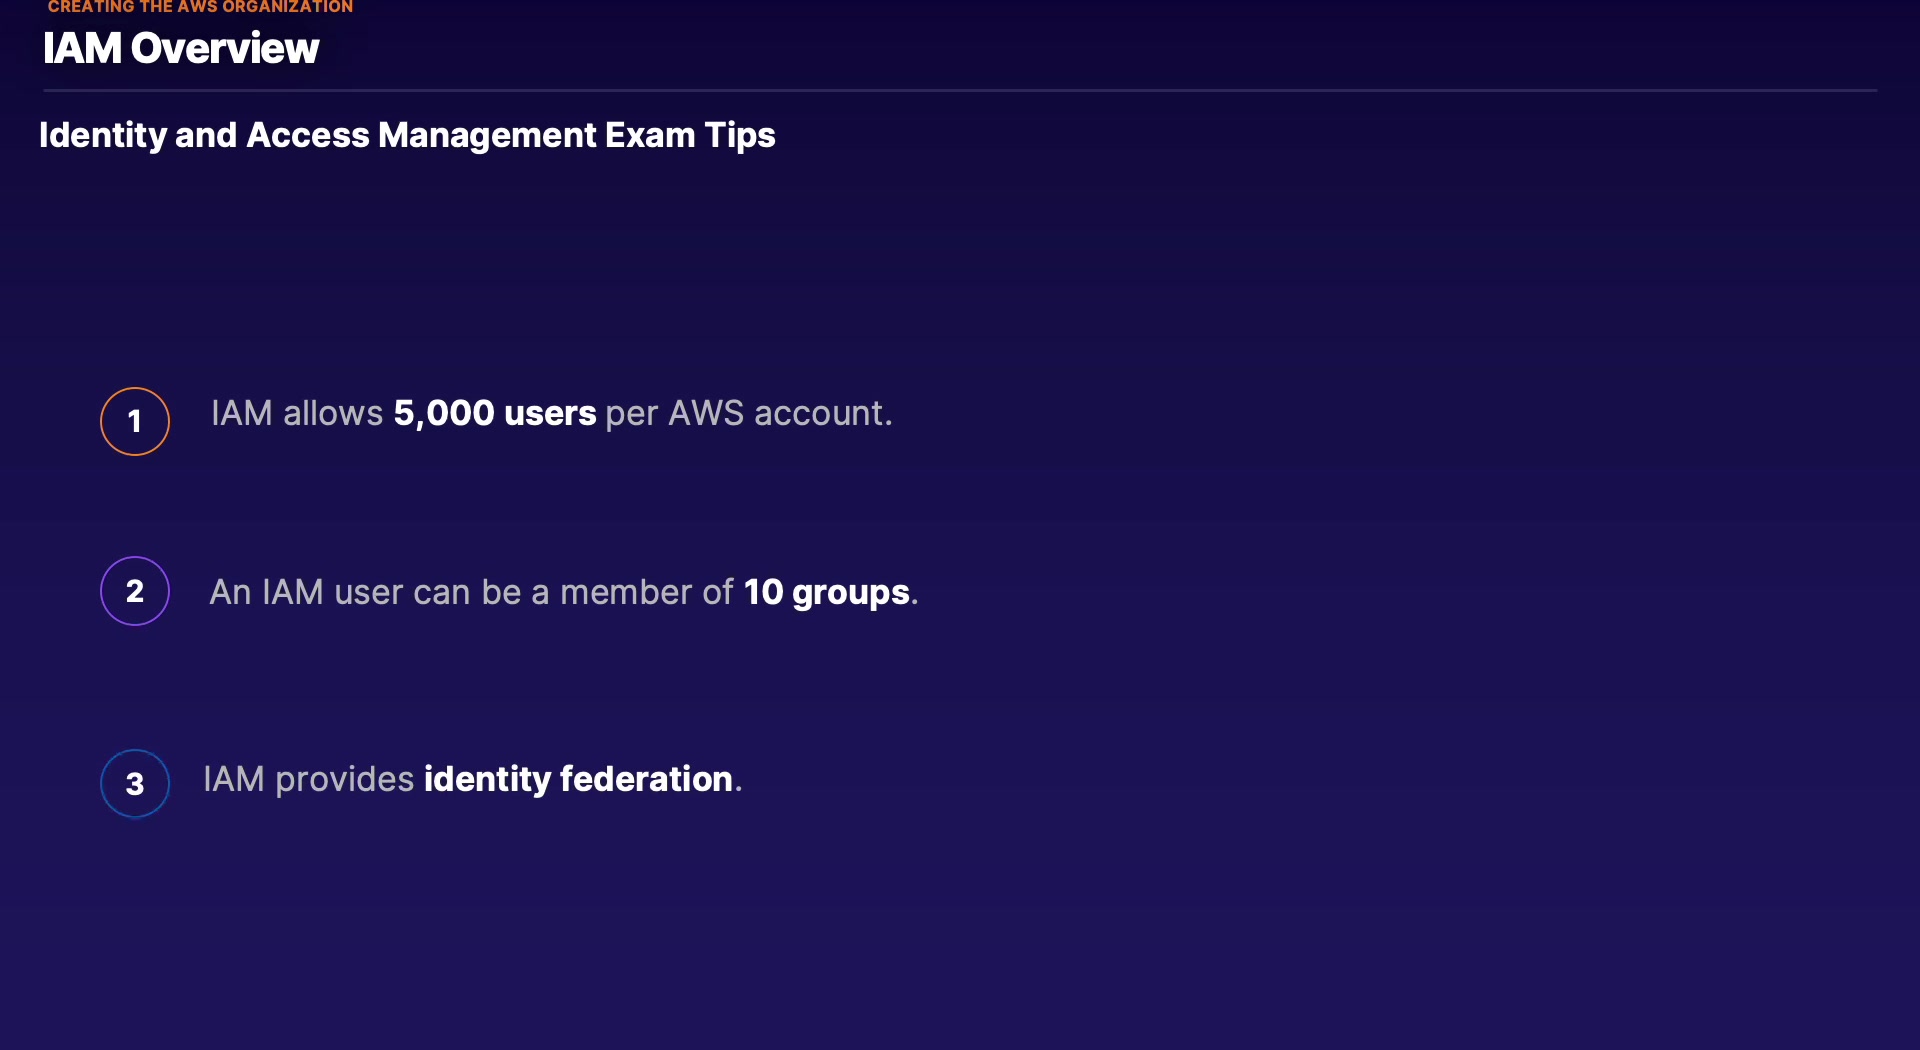 CREATING THE AWS ORGANIZATION
IAM Overview
Identity and Access Management Exam Tips
1 IAM allows 5,000 users per AWS account.
2 An IAM user can be a member of 10 groups.
3 IAM provides identity federation.